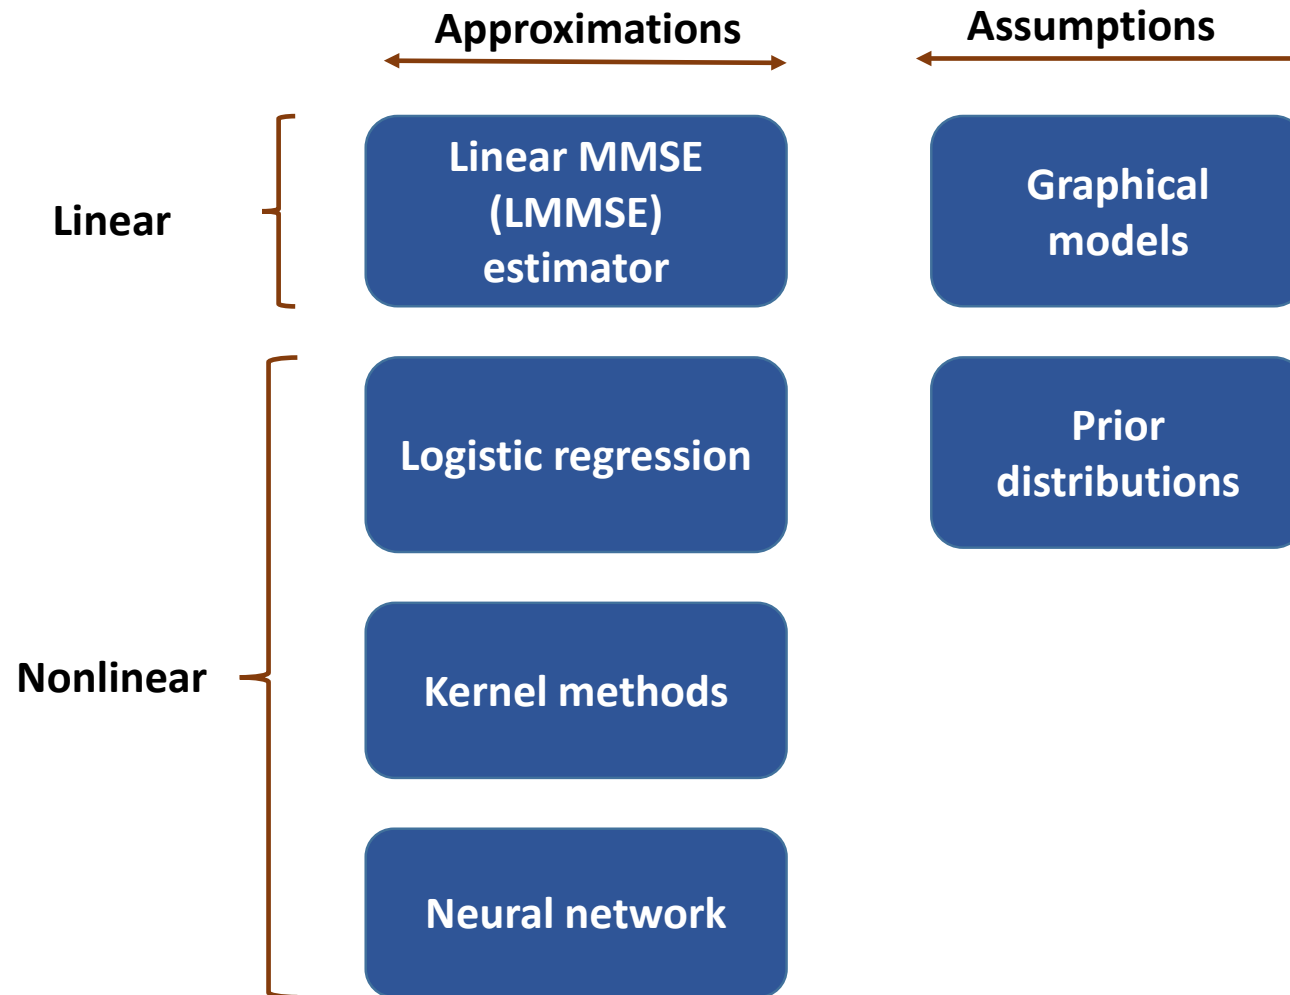 Approximations
Assumptions
Linear
Linear MMSE
(LMMSE)
estimator
Graphical
models
Nonlinear
Logistic regression
Prior
distributions
Kernel methods
Neural network